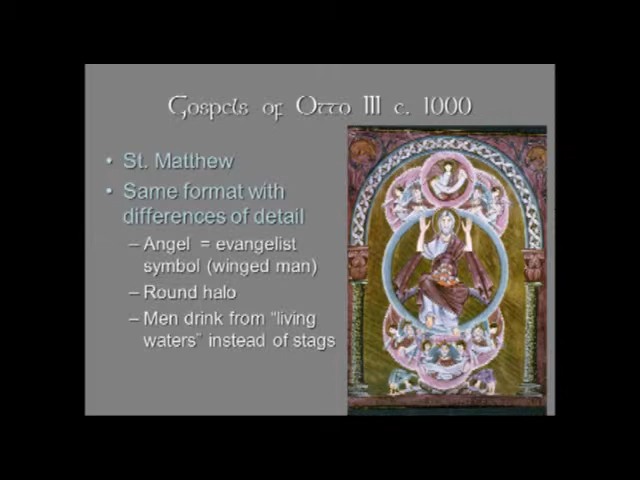 Gospels of Otto III c. 1000
• St. Matthew
• Same format with
differences of detail
– Angel = evangelist
symbol (winged man)
– Round halo
– Men drink from “living
waters” instead of stags